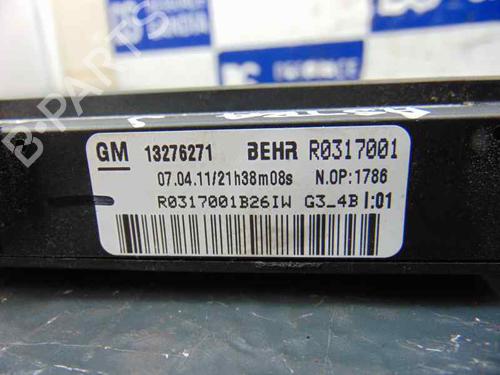 GM 13276271 BEHR R0317001
07.04.11/21h38m08s N.OP:1786
R0317001B26IW G3_4B I:01